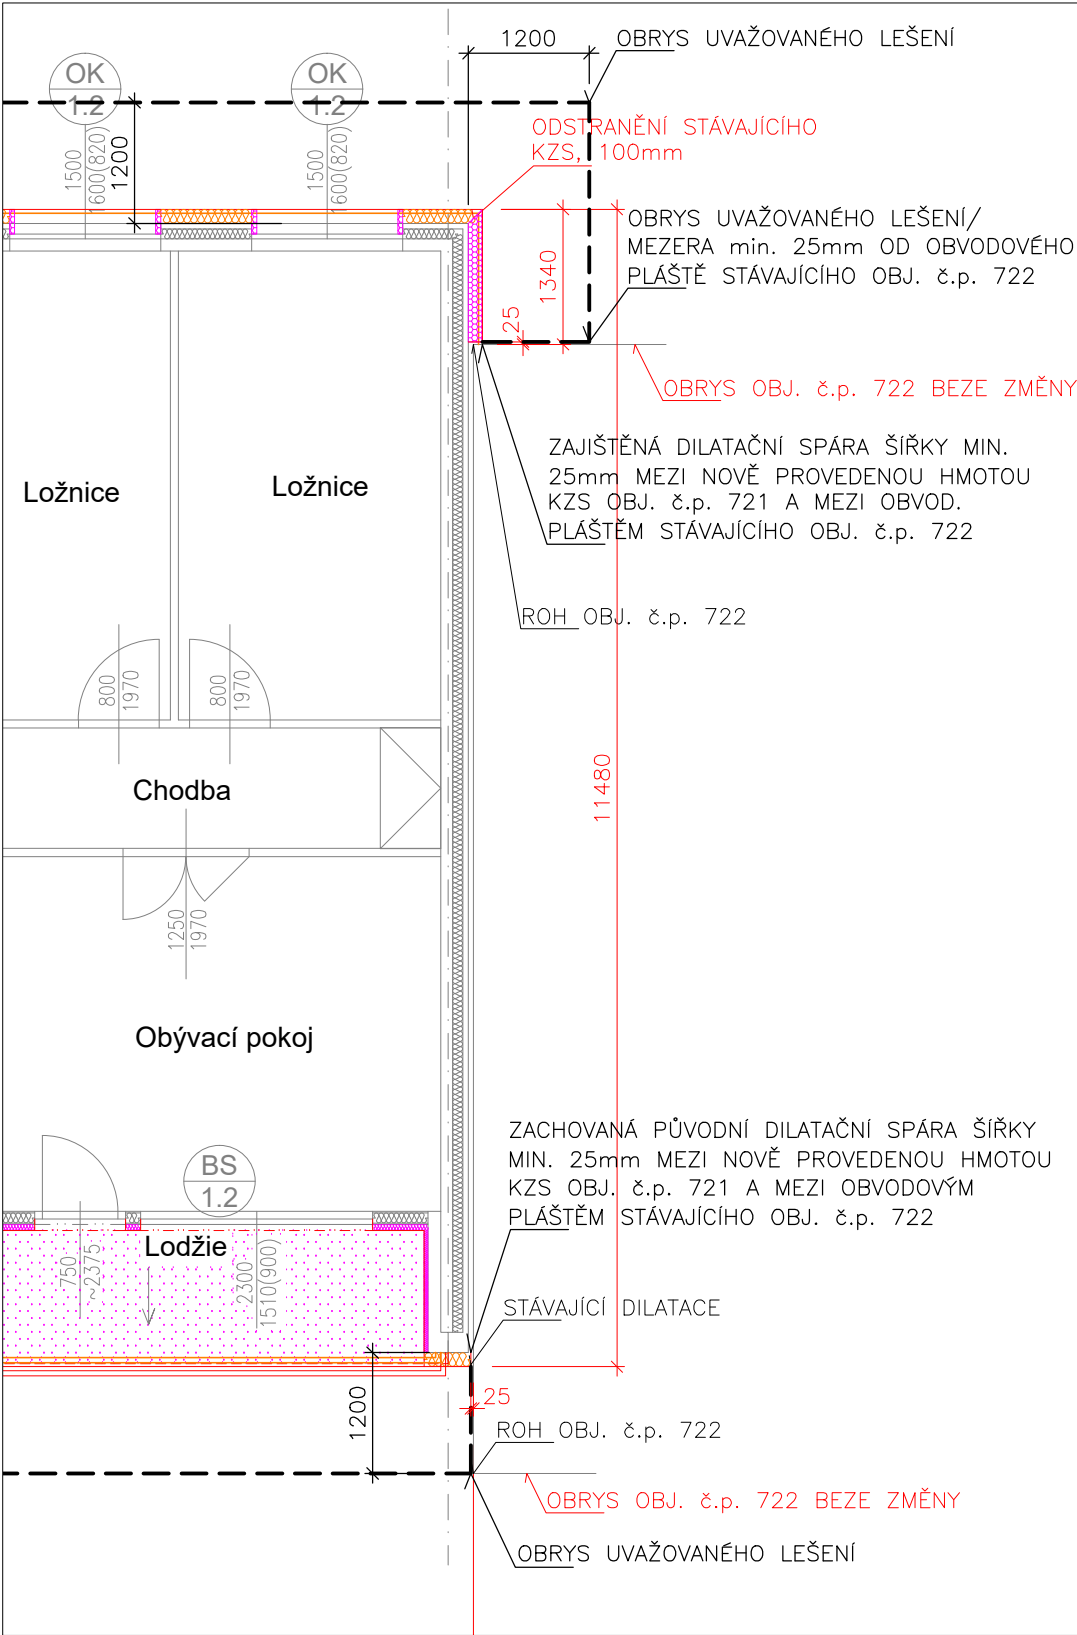 1200
OBRYS UVAŽOVANÉHO LEŠENÍ
OK
1.2
OK
1.2
1500
1600(820)
1200
1500
1600(820)
ODSTRANĚNÍ STÁVAJÍCÍHO
KZS, 100mm
OBRYS UVAŽOVANÉHO LEŠENÍ/
MEZERA min. 25mm OD OBVODOVÉHO
PLÁŠTĚ STÁVAJÍCÍHO OBJ. č.p. 722
1340
25
OBRYS OBJ. č.p. 722 BEZE ZMĚNY
ZAJIŠTĚNÁ DILATAČNÍ SPÁRA ŠÍŘKY MIN.
25mm MEZI NOVĚ PROVEDENOU HMOTOU
KZS OBJ. č.p. 721 A MEZI OBVOD.
PLÁŠTĚM STÁVAJÍCÍHO OBJ. č.p. 722
Ložnice
Ložnice
ROH OBJ. č.p. 722
800
1970
800
1970
Chodba
11480
1250
1970
Obývací pokoj
ZACHOVANÁ PŮVODNÍ DILATAČNÍ SPÁRA ŠÍŘKY
MIN. 25mm MEZI NOVĚ PROVEDENOU HMOTOU
KZS OBJ. č.p. 721 A MEZI OBVODOVÝM
PLÁŠTĚM STÁVAJÍCÍHO OBJ. č.p. 722
BS
1.2
Lodžie
750
~2375
2300
1510(900)
STÁVAJÍCÍ DILATACE
1200
25
ROH OBJ. č.p. 722
OBRYS OBJ. č.p. 722 BEZE ZMĚNY
OBRYS UVAŽOVANÉHO LEŠENÍ